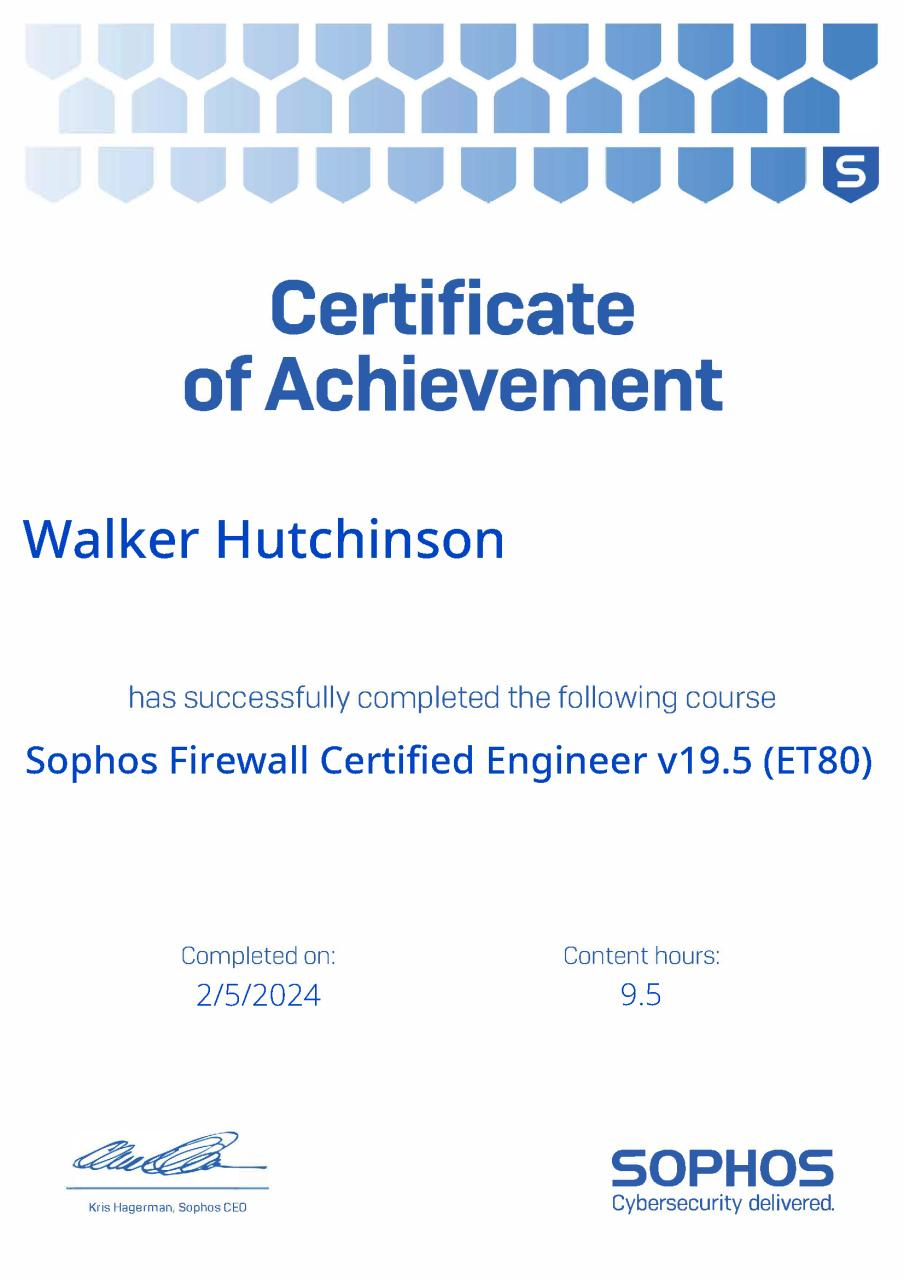 S
Certificate
of Achievement
Walker Hutchinson
has successfully completed the following course
Sophos Firewall Certified Engineer v19.5 (ET80)
Completed on:
2/5/2024
Content hours:
9.5
Kris Hagerman, Sophos CEO
SOPHOS
Cybersecurity delivered.